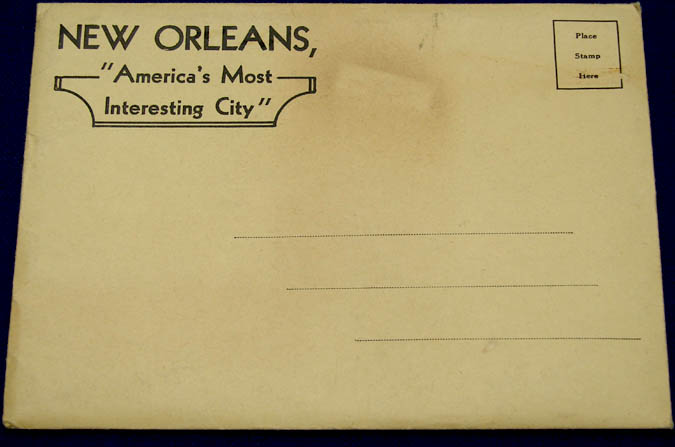 NEW ORLEANS,
"America's Most
Interesting City"
Place
Stamp
Here